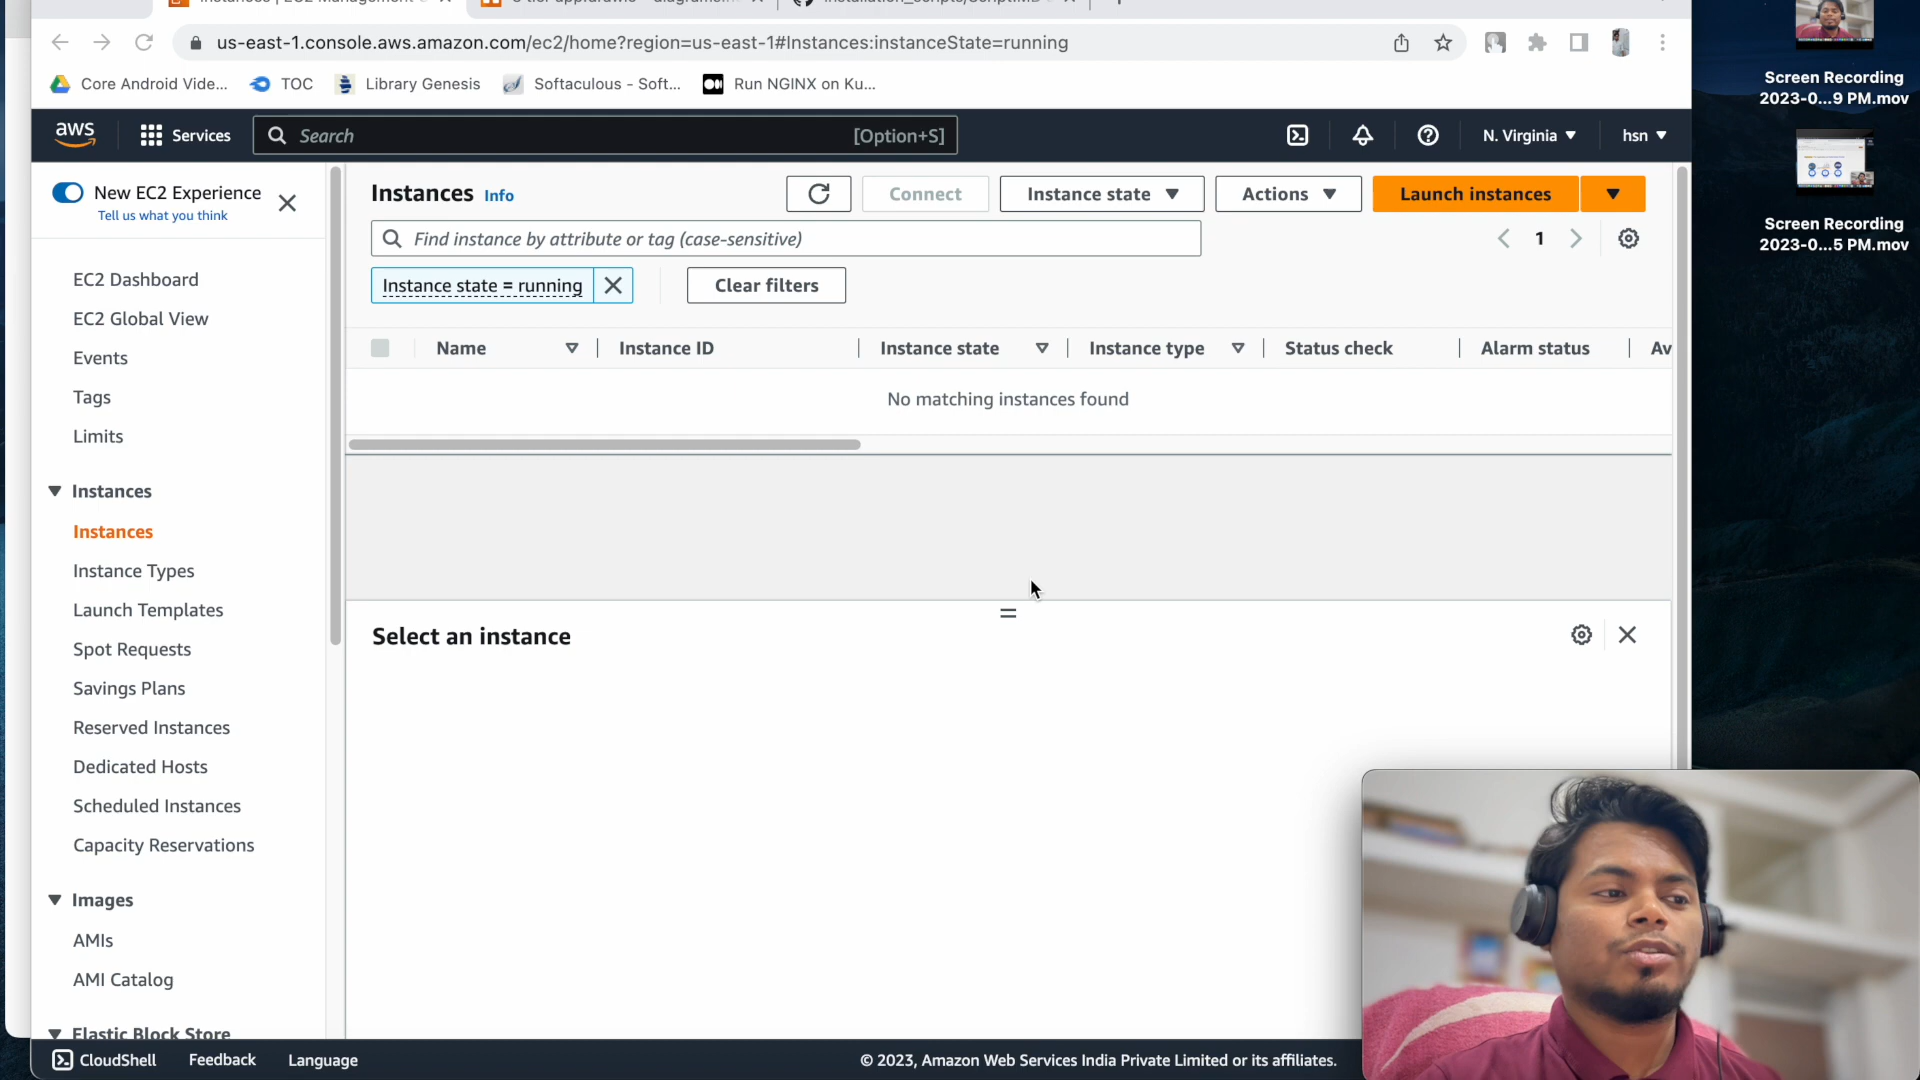 us-east-1.console.aws.amazon.com/ec2/home?region=us-east-1#Instances:instanceState=running
Core Android Vide...
TOC
Library Genesis
Softaculous - Soft...
Run NGINX on Ku...
aws
Services
Search
[Option+S]
N. Virginia
hsn
New EC2 Experience
Tell us what you think
EC2 Dashboard
EC2 Global View
Events
Tags
Limits
Instances
Instances
Instance Types
Launch Templates
Spot Requests
Savings Plans
Reserved Instances
Dedicated Hosts
Scheduled Instances
Capacity Reservations
Images
AMIs
AMI Catalog
Elastic Block Store
Instances Info
Connect
Instance state
Actions
Launch instances
Find instance by attribute or tag (case-sensitive)
1
Instance state = running
Clear filters
Name
Instance ID
Instance state
Instance type
Status check
Alarm status
Av
No matching instances found
Select an instance
CloudShell
Feedback
Language
© 2023, Amazon Web Services India Private Limited or its affiliates.
Screen Recording
2023-0...9 PM.mov
Screen Recording
2023-0...5 PM.mov